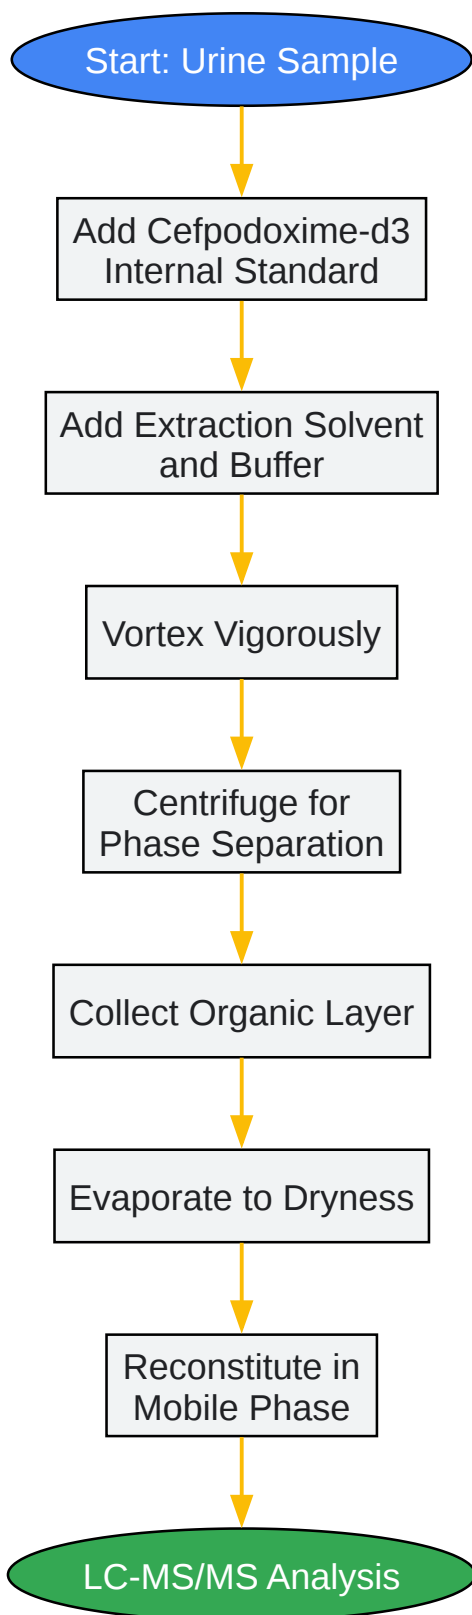 Start: Urine Sample
Add Cefpodoxime-d3
Internal Standard
Add Extraction Solvent
and Buffer
Vortex Vigorously
Centrifuge for
Phase Separation
Collect Organic Layer
Evaporate to Dryness
Reconstitute in
Mobile Phase
LC-MS/MS Analysis